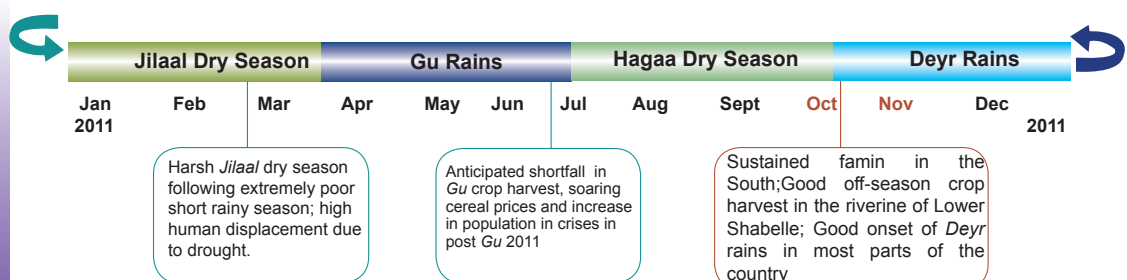 Jilaal Dry Season Gu Rains Hagaa Dry Season Deyr Rains
Jan Feb Mar Apr May Jun Jul Aug Sept Oct Nov Dec
2011 2011
Harsh Jilaal dry season
following extremely poor
short rainy season; high
human displacement due
to drought.
Anticipated shortfall in
Gu crop harvest, soaring
cereal prices and increase
in population in crises in
post Gu 2011
Sustained famin in the
South;Good off-season crop
harvest in the riverine of Lower
Shabelle; Good onset of Deyr
rains in most parts of the
country